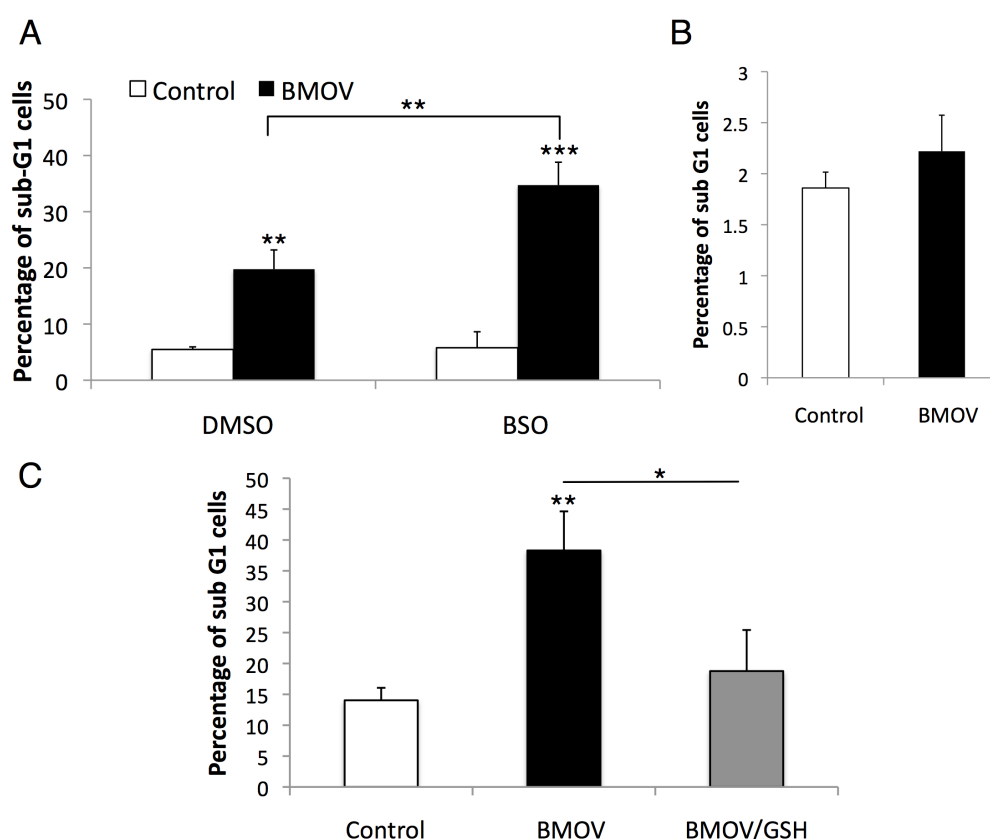 A
Percentage of sub-G1 cells
Control BMOV
50
40
30
20
10
0
**
**
***
DMSO BSO
B
Percentage of sub G1 cells
3
2.5
2
1.5
1
0.5
0
Control BMOV
C
Percentage of sub G1 cells
50
45
40
35
30
25
20
15
10
5
0
*
**
Control BMOV BMOV/GSH